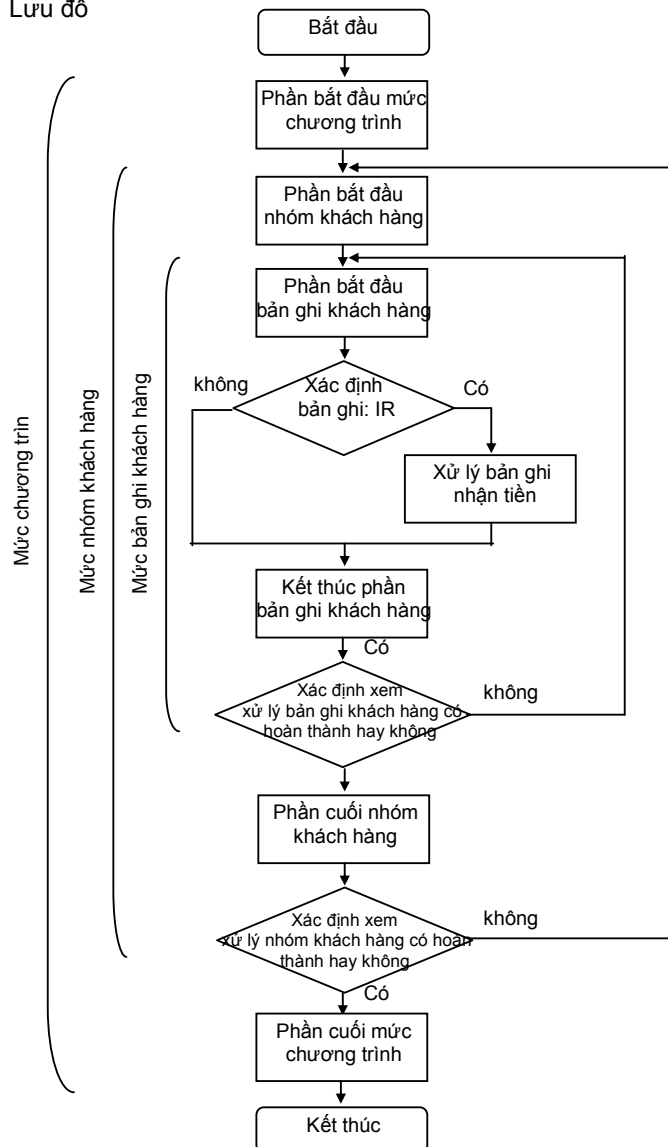 Lưu đồ
Bắt đầu
Phần bắt đầu mức
chương trình
Phần bắt đầu
nhóm khách hàng
Phần bắt đầu
bản ghi khách hàng
không
Xác định
bản ghi: IR
Có
Xử lý bản ghi
nhận tiền
Kết thúc phần
bản ghi khách hàng
Có
Xác định xem
xử lý bản ghi khách hàng có
hoàn thành hay không
không
Phần cuối nhóm
khách hàng
Xác định xem
xử lý nhóm khách hàng có hoàn
thành hay không
không
Có
Phần cuối mức
chương trình
Kết thúc
Mức chương trìn
Mức nhóm khách hàng
Mức bản ghi khách hàng